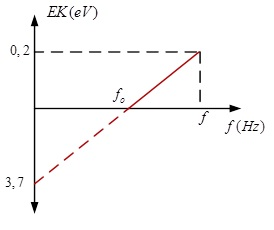 EK(eV)
0,2
f₀
f
f(Hz)
3,7